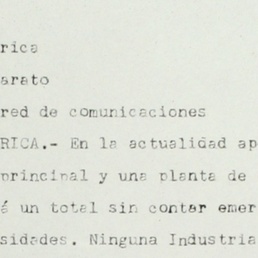 rica
arato
red de comunicaciones
RICA.- En la actualidad ap
principal y una planta de
á un total sin contar emer
sidades. Ninguna Industria